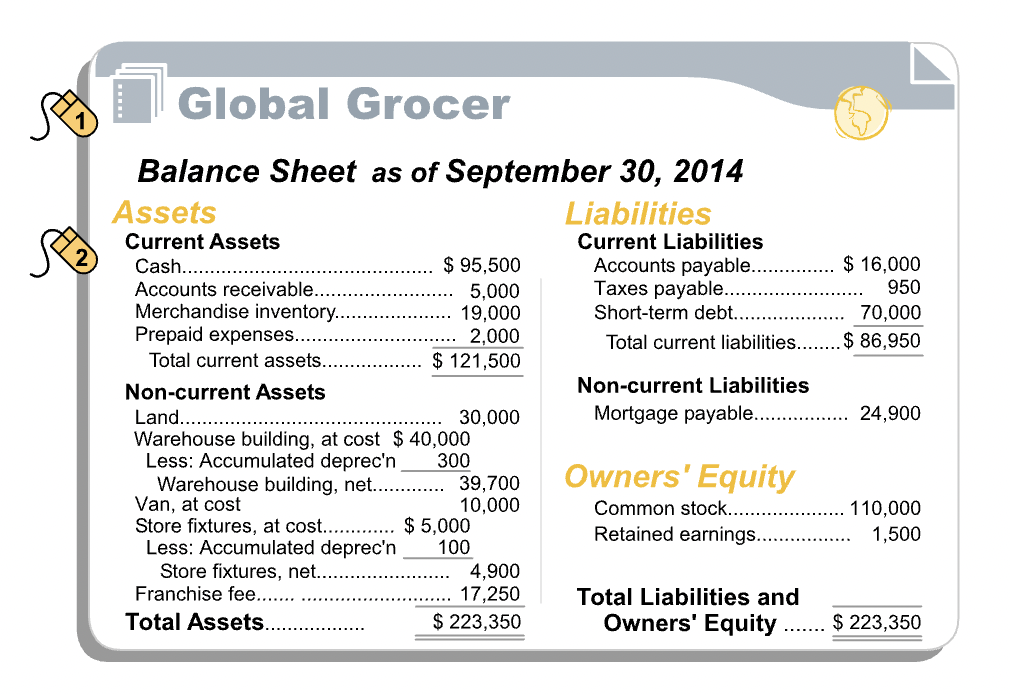 Global Grocer
1
Balance Sheet as of September 30, 2014
Assets
2
Current Assets
Cash............................................. $ 95,500
Accounts receivable......................... 5,000
Merchandise inventory..................... 19,000
Prepaid expenses............................. 2,000
Total current assets.................. $ 121,500
Non-current Assets
Land............................................... 30,000
Warehouse building, at cost $ 40,000
Less: Accumulated deprec'n 300
Warehouse building, net............. 39,700
Van, at cost 10,000
Store fixtures, at cost............. $ 5,000
Less: Accumulated deprec'n 100
Store fixtures, net........................ 4,900
Franchise fee....... ........................... 17,250
Total Assets.................. $ 223,350
Liabilities
Current Liabilities
Accounts payable............... $ 16,000
Taxes payable......................... 950
Short-term debt.................... 70,000
Total current liabilities........ $ 86,950
Non-current Liabilities
Mortgage payable................. 24,900
Owners' Equity
Common stock..................... 110,000
Retained earnings................. 1,500
Total Liabilities and
Owners' Equity ....... $ 223,350